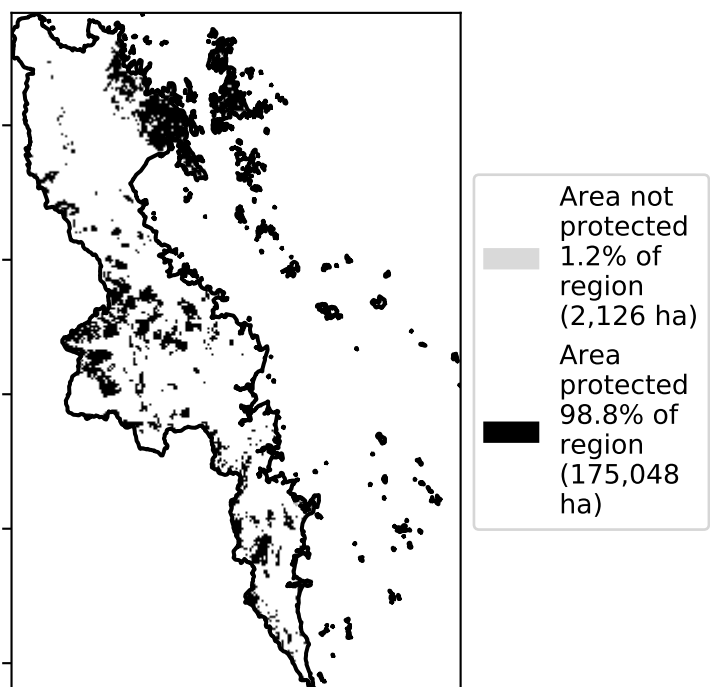 Area not
protected
1.2% of
region
(2,126 ha)
Area
protected
98.8% of
region
(175,048
ha)